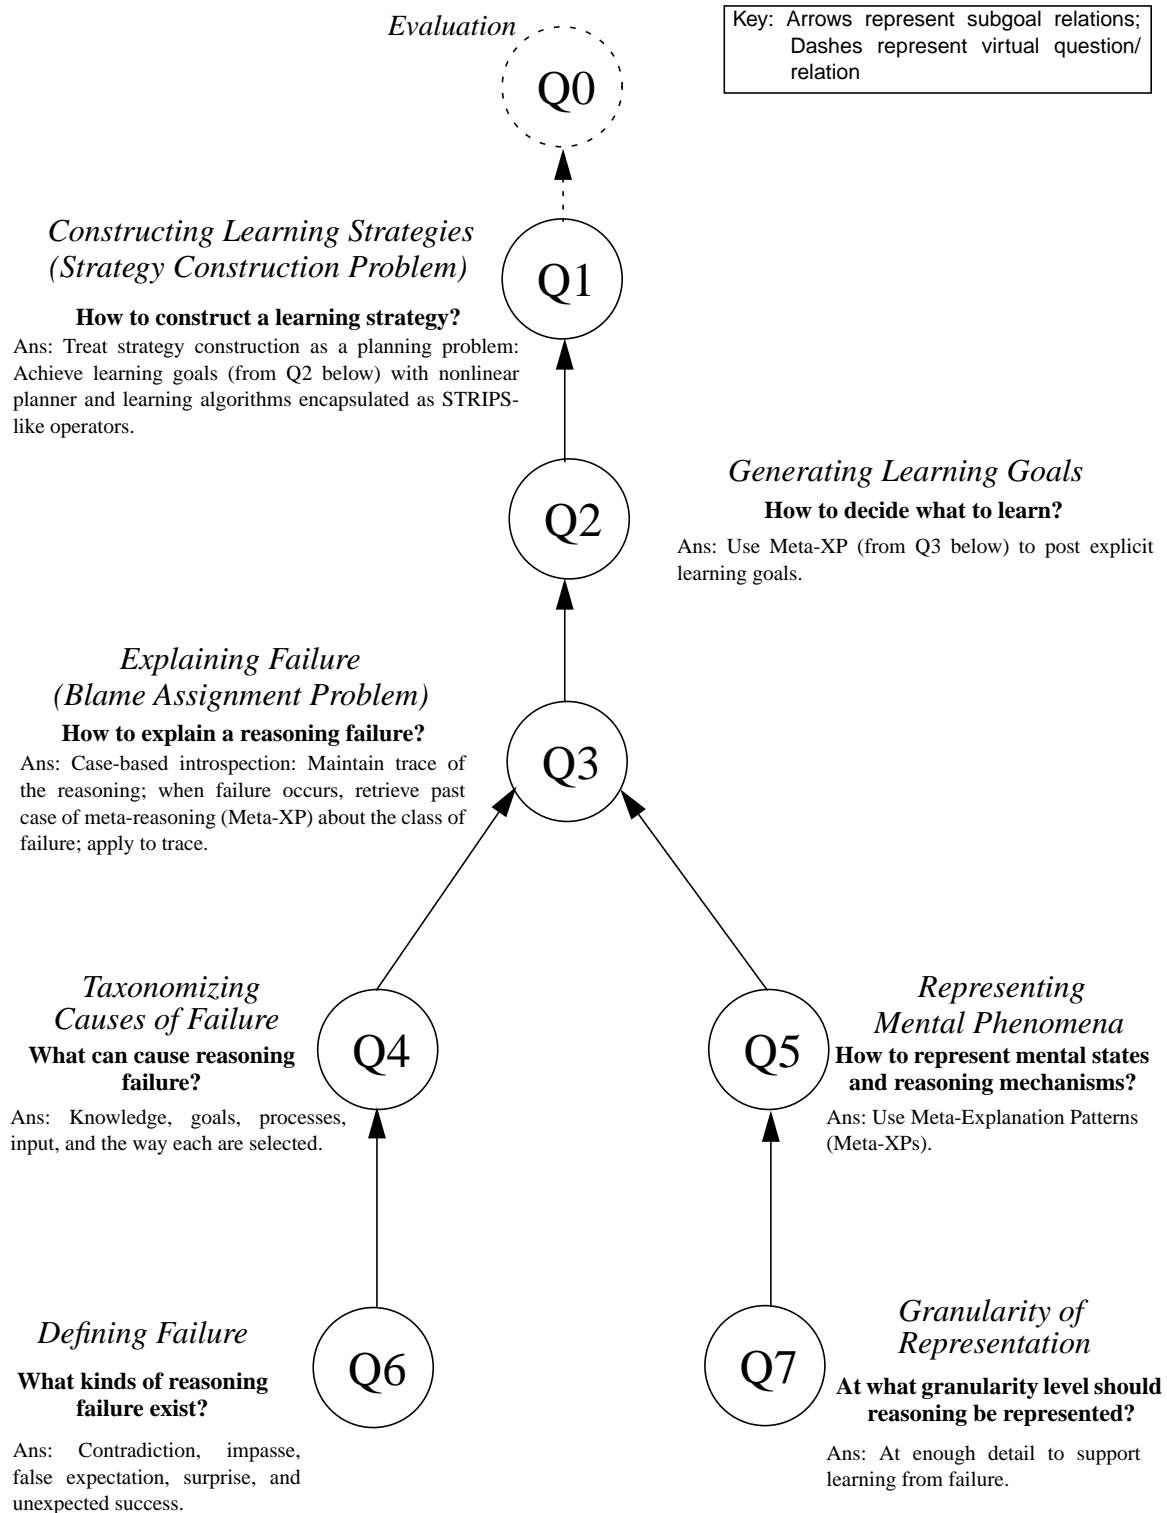 Evaluation
Key: Arrows represent subgoal relations;
Dashes represent virtual question/
relation
Q0
Constructing Learning Strategies
(Strategy Construction Problem)
Q1
How to construct a learning strategy?
Ans: Treat strategy construction as a planning problem:
Achieve learning goals (from Q2 below) with nonlinear
planner and learning algorithms encapsulated as STRIPS-
like operators.
Q2
Generating Learning Goals
How to decide what to learn?
Ans: Use Meta-XP (from Q3 below) to post explicit
learning goals.
Explaining Failure
(Blame Assignment Problem)
How to explain a reasoning failure?
Ans: Case-based introspection: Maintain trace of
the reasoning; when failure occurs, retrieve past
case of meta-reasoning (Meta-XP) about the class of
failure; apply to trace.
Q3
Taxonomizing
Causes of Failure
What can cause reasoning
failure?
Ans: Knowledge, goals, processes,
input, and the way each are selected.
Q4
Q5
Representing
Mental Phenomena
How to represent mental states
and reasoning mechanisms?
Ans: Use Meta-Explanation Patterns
(Meta-XPs).
Defining Failure
What kinds of reasoning
failure exist?
Ans: Contradiction, impasse,
false expectation, surprise, and
unexpected success.
Q6
Q7
Granularity of
Representation
At what granularity level should
reasoning be represented?
Ans: At enough detail to support
learning from failure.